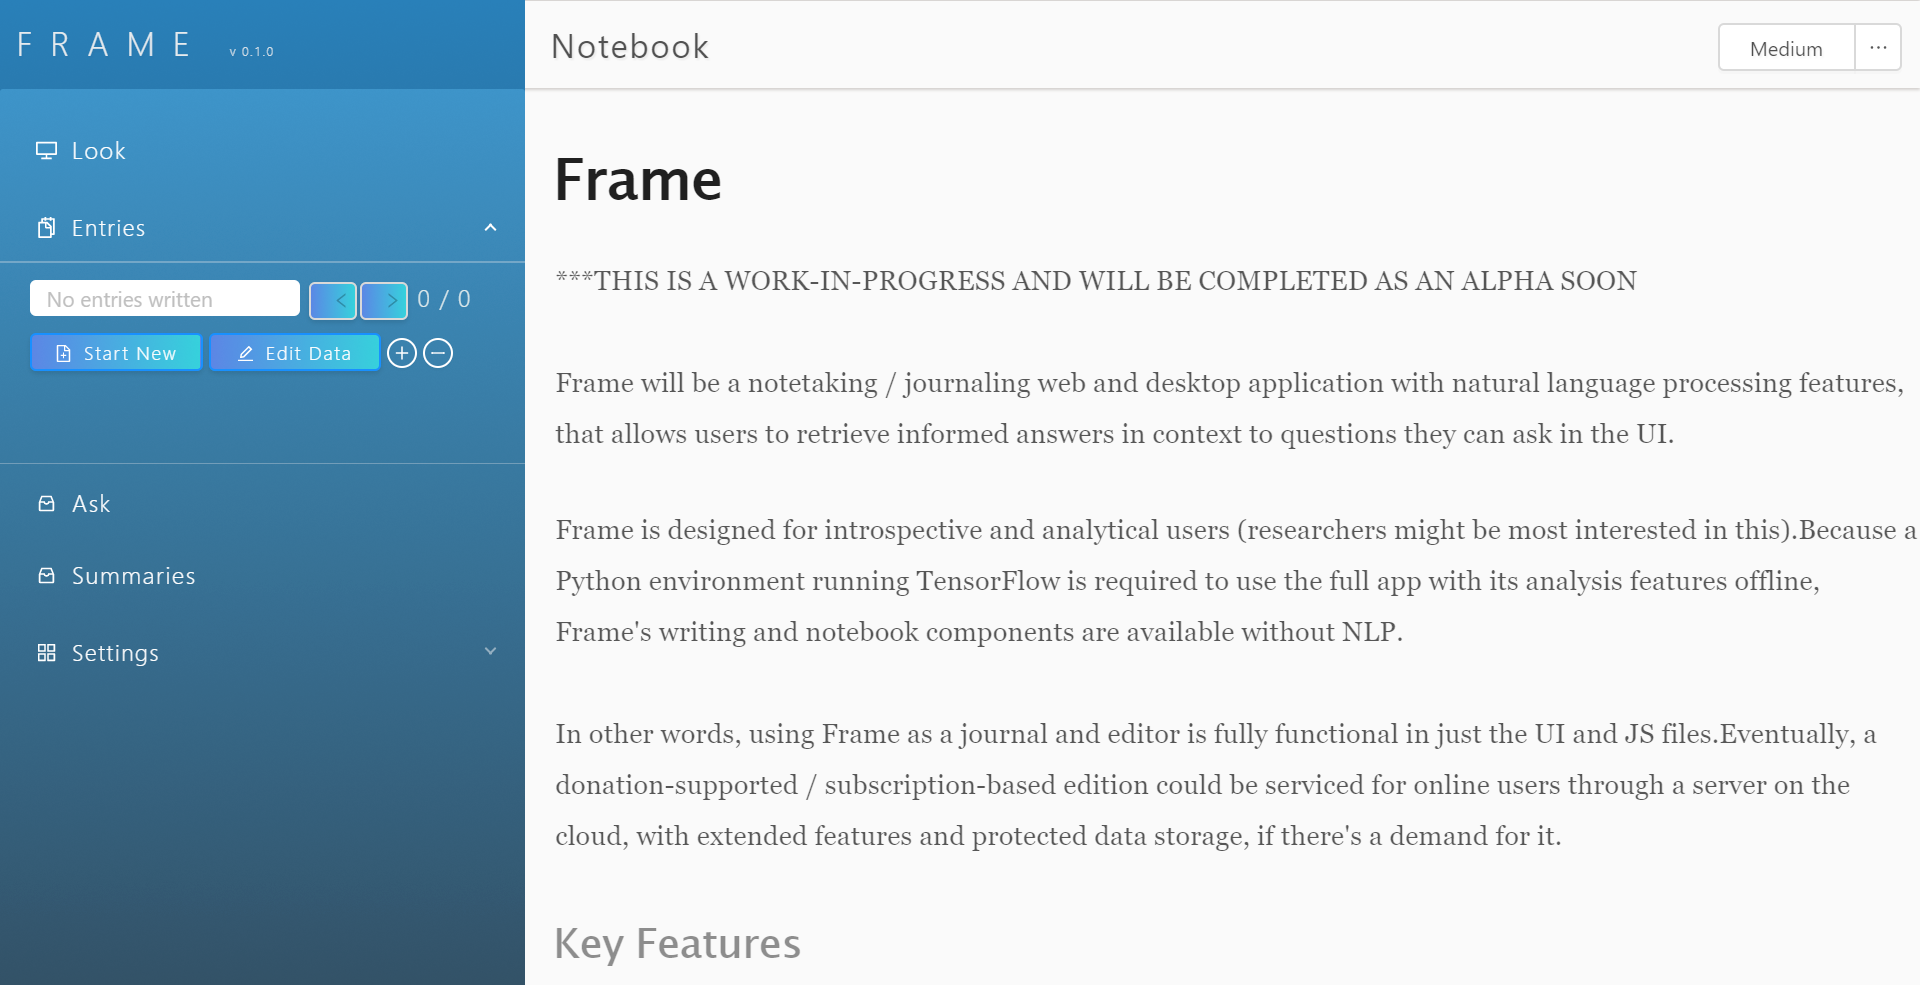 FRAME v 0.1.0
Notebook
Medium ...
Look
Entries
No entries written < > 0 / 0
Start New Edit Data
Ask
Summaries
Settings
Frame
***THIS IS A WORK-IN-PROGRESS AND WILL BE COMPLETED AS AN ALPHA SOON
Frame will be a notetaking / journaling web and desktop application with natural language processing features,
that allows users to retrieve informed answers in context to questions they can ask in the UI.
Frame is designed for introspective and analytical users (researchers might be most interested in this).Because a
Python environment running TensorFlow is required to use the full app with its analysis features offline,
Frame's writing and notebook components are available without NLP.
In other words, using Frame as a journal and editor is fully functional in just the UI and JS files.Eventually, a
donation-supported / subscription-based edition could be serviced for online users through a server on the
cloud, with extended features and protected data storage, if there's a demand for it.
Key Features